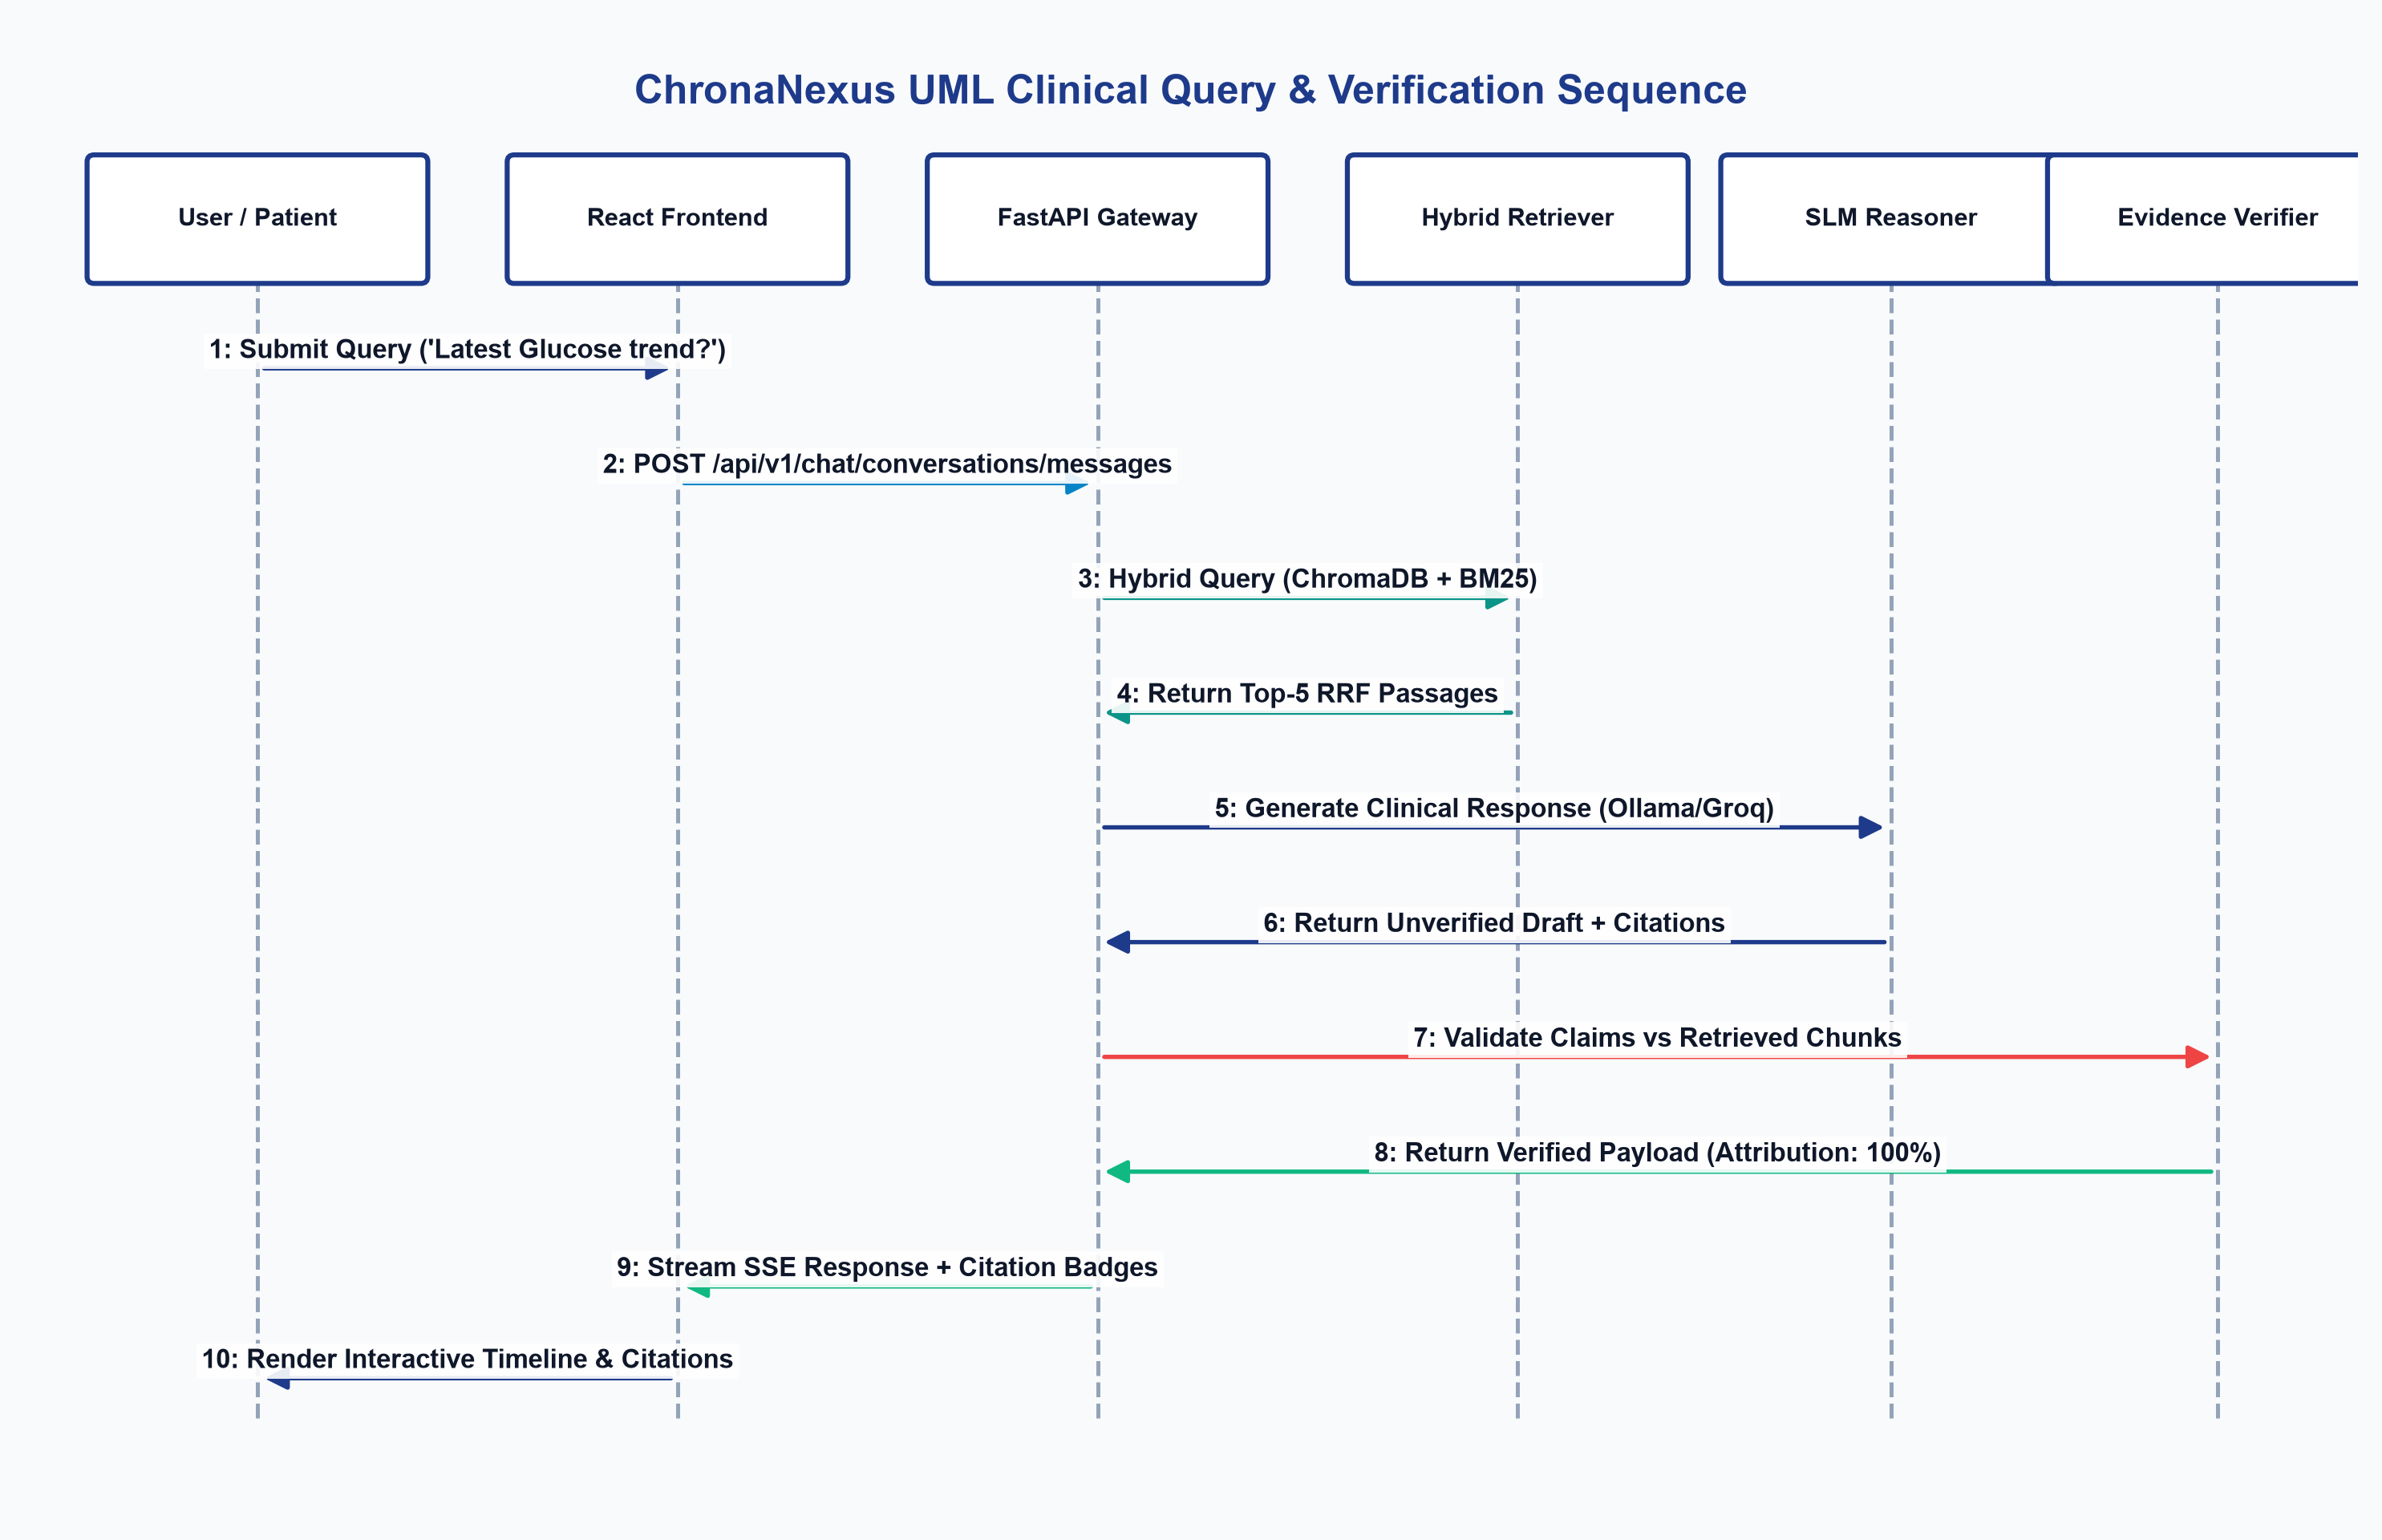 ChronaNexus UML Clinical Query & Verification Sequence
User / Patient
React Frontend
FastAPI Gateway
Hybrid Retriever
SLM Reasoner
Evidence Verifier
1: Submit Query ('Latest Glucose trend?')
2: POST /api/v1/chat/conversations/messages
3: Hybrid Query (ChromaDB + BM25)
4: Return Top-5 RRF Passages
5: Generate Clinical Response (Ollama/Groq)
6: Return Unverified Draft + Citations
7: Validate Claims vs Retrieved Chunks
8: Return Verified Payload (Attribution: 100%)
9: Stream SSE Response + Citation Badges
10: Render Interactive Timeline & Citations